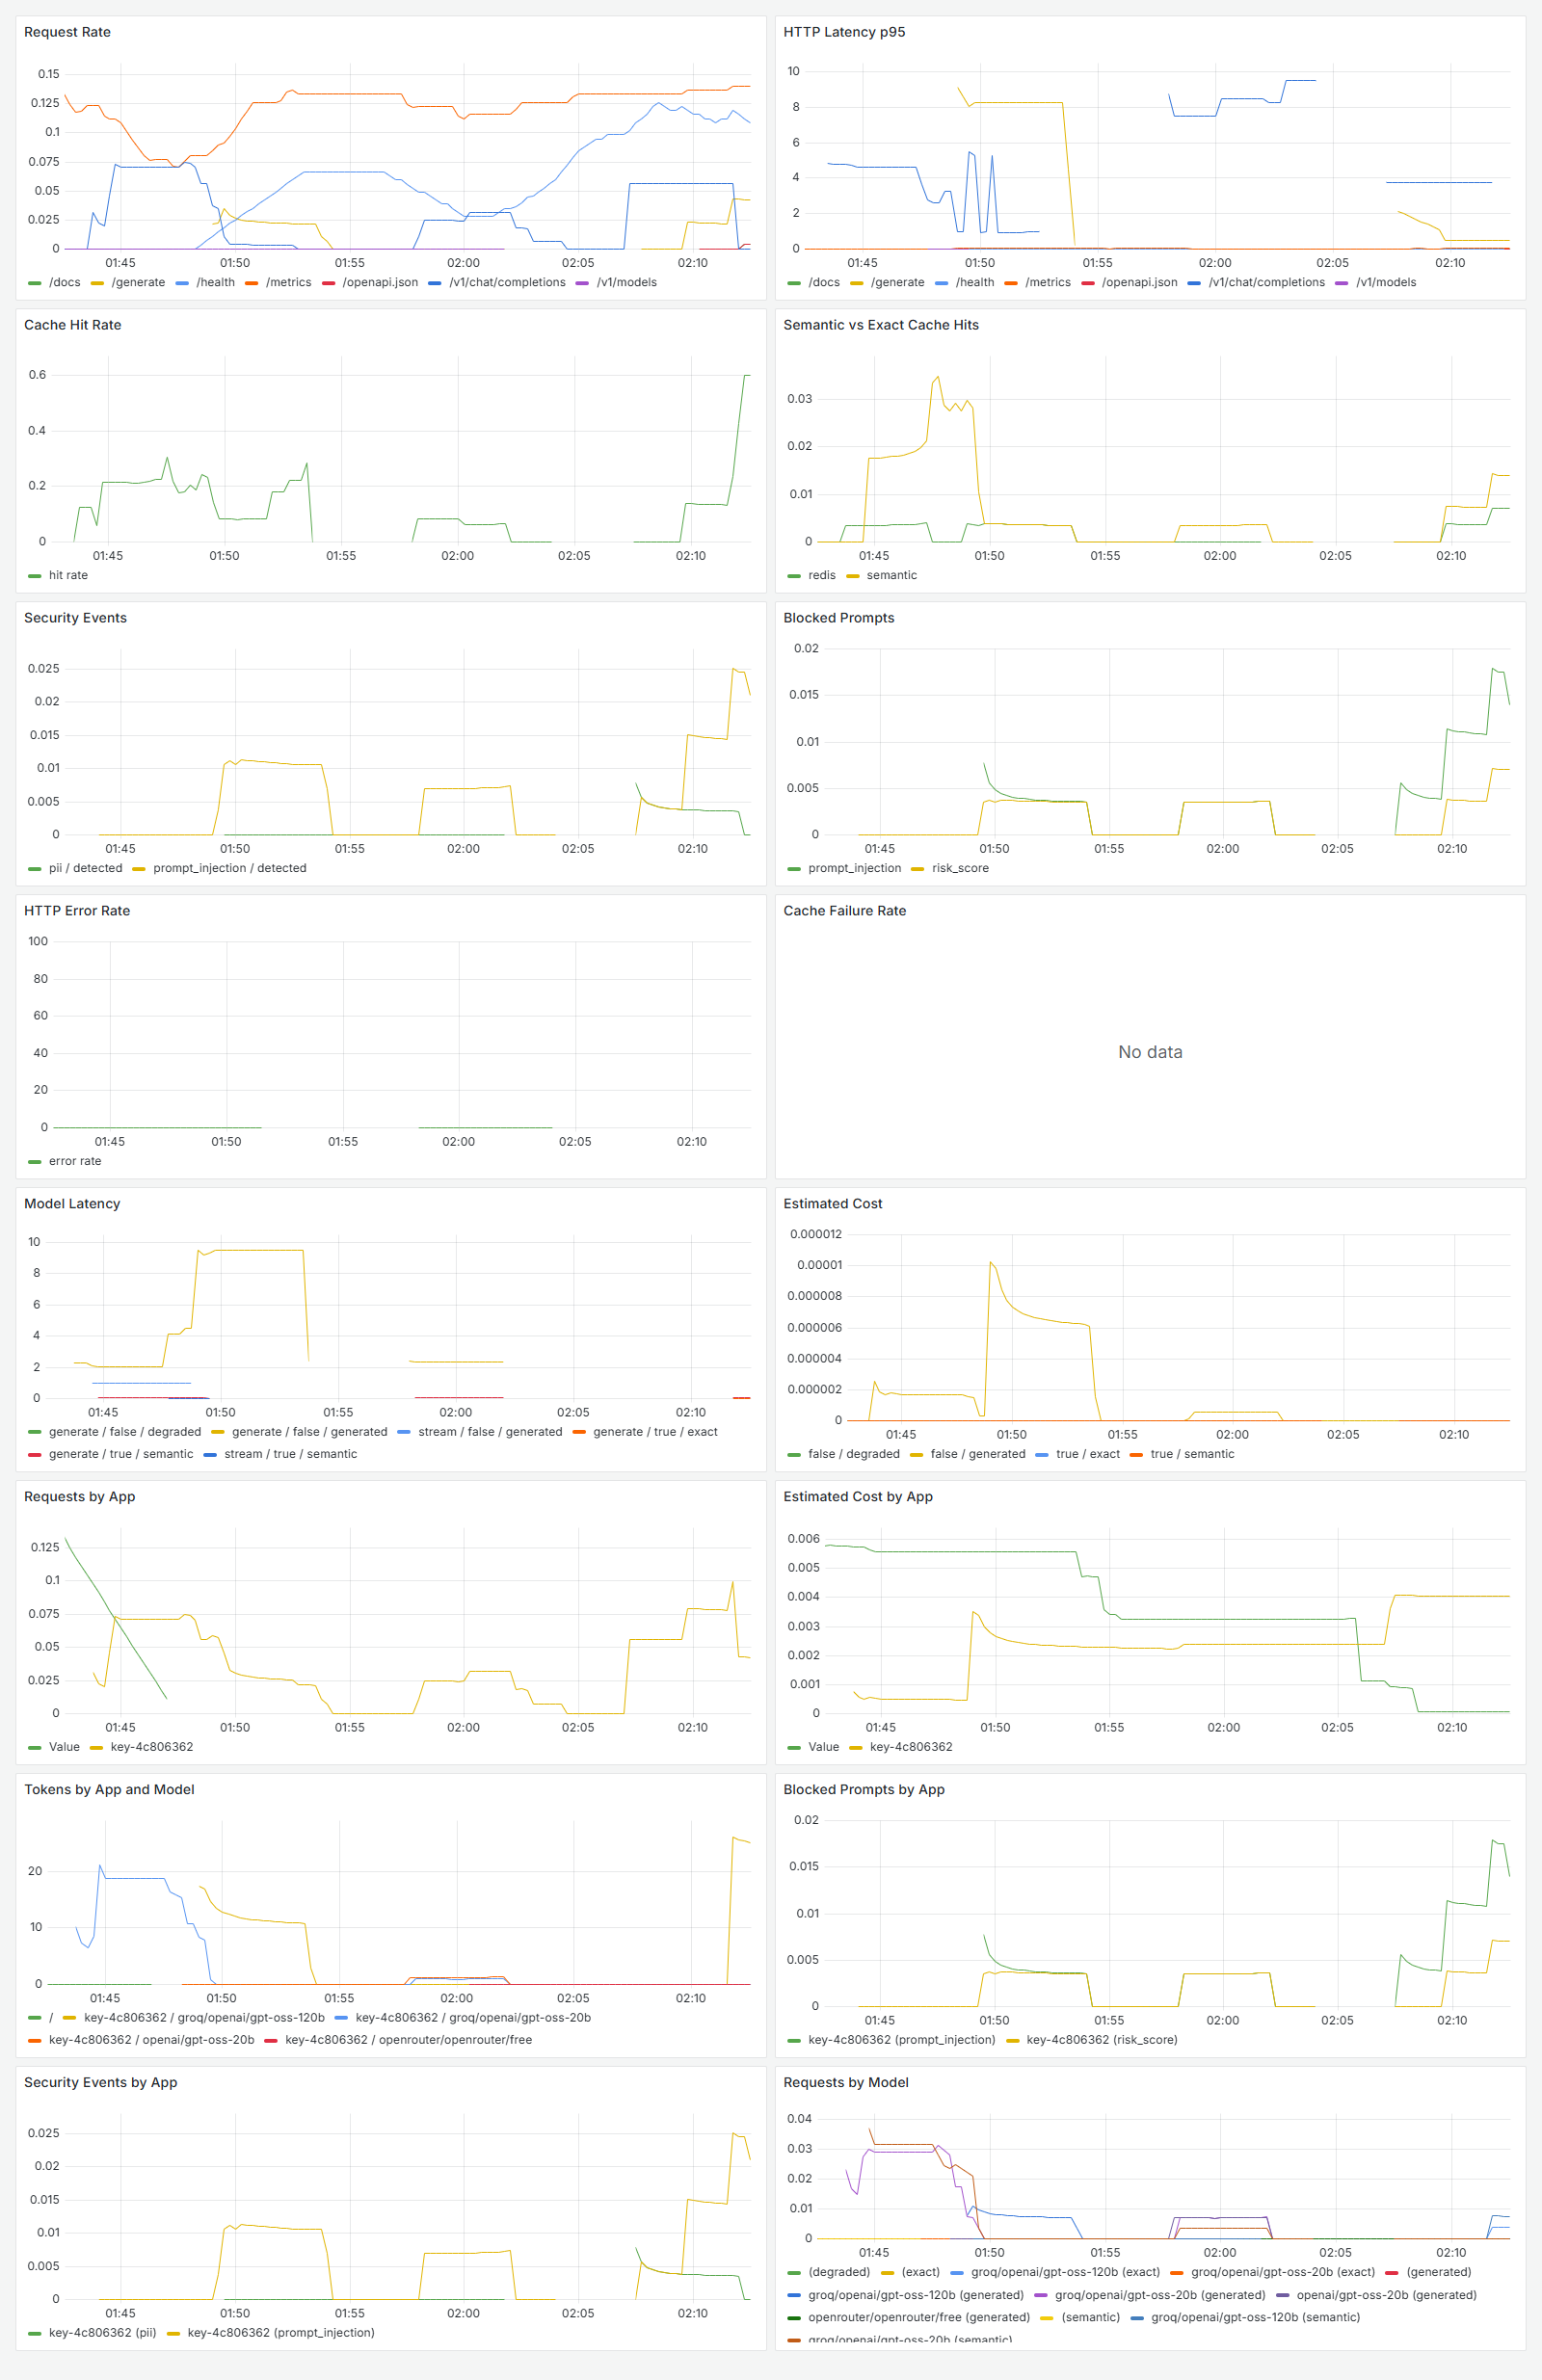 Request Rate
0.15
0.125
0.1
0.075
0.05
0.025
0
01:45 01:50 01:55 02:00 02:05 02:10
/docs /generate /health /metrics /openapi.json /v1/chat/completions /v1/models
HTTP Latency p95
10
8
6
4
2
0
01:45 01:50 01:55 02:00 02:05 02:10
/docs /generate /health /metrics /openapi.json /v1/chat/completions /v1/models
Cache Hit Rate
0.6
0.4
0.2
0
01:45 01:50 01:55 02:00 02:05 02:10
hit rate
Semantic vs Exact Cache Hits
0.03
0.02
0.01
0
01:45 01:50 01:55 02:00 02:05 02:10
redis semantic
Security Events
0.025
0.02
0.015
0.01
0.005
0
01:45 01:50 01:55 02:00 02:05 02:10
pii / detected prompt_injection / detected
Blocked Prompts
0.02
0.015
0.01
0.005
0
01:45 01:50 01:55 02:00 02:05 02:10
prompt_injection risk_score
HTTP Error Rate
100
80
60
40
20
0
01:45 01:50 01:55 02:00 02:05 02:10
error rate
Cache Failure Rate
No data
Model Latency
10
8
6
4
2
0
01:45 01:50 01:55 02:00 02:05 02:10
generate / false / degraded generate / false / generated stream / false / generated generate / true / exact
generate / true / semantic stream / true / semantic
Estimated Cost
0.000012
0.00001
0.000008
0.000006
0.000004
0.000002
0
01:45 01:50 01:55 02:00 02:05 02:10
false / degraded false / generated true / exact true / semantic
Requests by App
0.125
0.1
0.075
0.05
0.025
0
01:45 01:50 01:55 02:00 02:05 02:10
Value key-4c806362
Estimated Cost by App
0.006
0.005
0.004
0.003
0.002
0.001
0
01:45 01:50 01:55 02:00 02:05 02:10
Value key-4c806362
Tokens by App and Model
20
10
0
01:45 01:50 01:55 02:00 02:05 02:10
/ key-4c806362 / groq/openai/gpt-oss-120b key-4c806362 / groq/openai/gpt-oss-20b
key-4c806362 / openai/gpt-oss-20b key-4c806362 / openrouter/openrouter/free
Blocked Prompts by App
0.02
0.015
0.01
0.005
0
01:45 01:50 01:55 02:00 02:05 02:10
key-4c806362 (prompt_injection) key-4c806362 (risk_score)
Security Events by App
0.025
0.02
0.015
0.01
0.005
0
01:45 01:50 01:55 02:00 02:05 02:10
key-4c806362 (pii) key-4c806362 (prompt_injection)
Requests by Model
0.04
0.03
0.02
0.01
0
01:45 01:50 01:55 02:00 02:05 02:10
(degraded) (exact) groq/openai/gpt-oss-120b (exact) groq/openai/gpt-oss-20b (exact) (generated)
groq/openai/gpt-oss-120b (generated) groq/openai/gpt-oss-20b (generated) openai/gpt-oss-20b (generated)
openrouter/openrouter/free (generated) (semantic) groq/openai/gpt-oss-120b (semantic)
groq/openai/gpt-oss-20b (semantic)